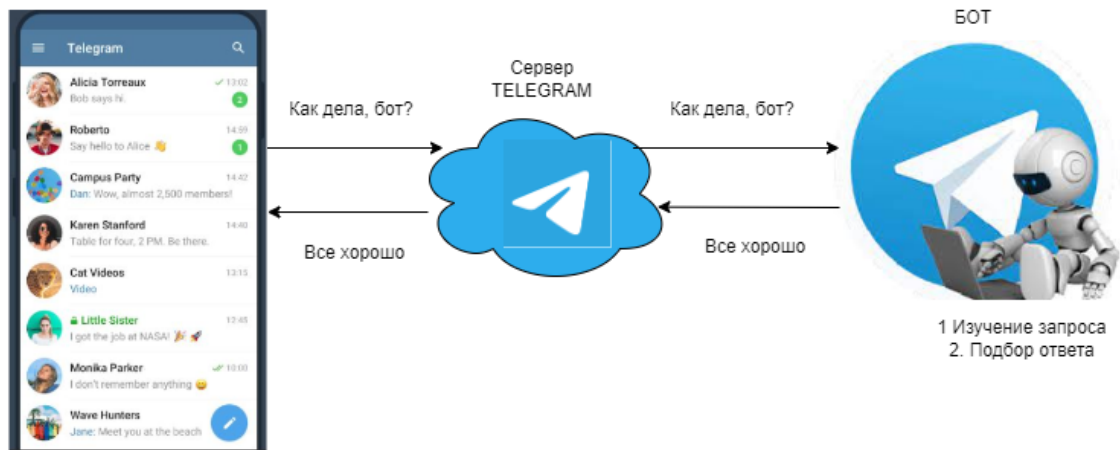 Telegram
Alicia Torreaux 13:02
Bob says hi. 2
Roberto 14:59
Say hello to Alice 👋 1
Campus Party 14:42
Dan: Wow, almost 2,500 members!
Karen Stanford 14:40
Table for four, 2 PM. Be there.
Cat Videos 13:15
Video
Little Sister 12:45
I got the job at NASA! 🎉 🚀
Monika Parker 10:00
I don't remember anything 😄
Wave Hunters
Jane: Meet you at the beach
Как дела, бот?
Все хорошо
Сервер
TELEGRAM
Как дела, бот?
Все хорошо
БОТ
1 Изучение запроса
2. Подбор ответа